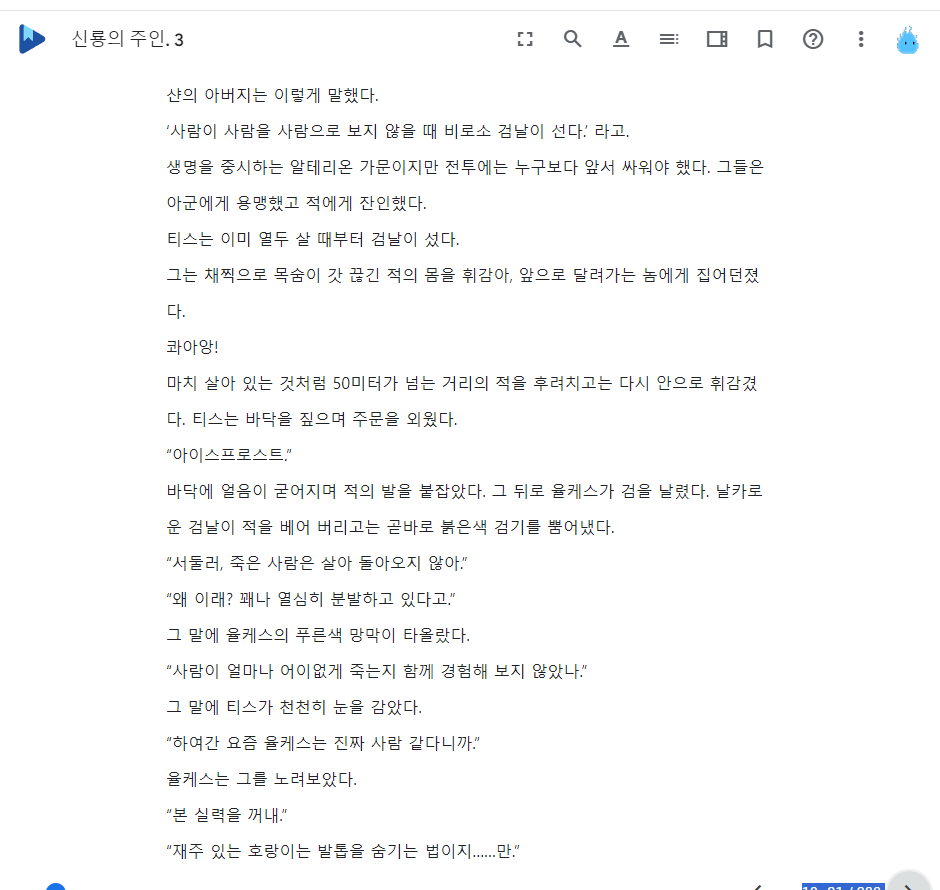 신룡의 주인. 3
샨의 아버지는 이렇게 말했다.
‘사람이 사람을 사람으로 보지 않을 때 비로소 검날이 선다.’ 라고.
생명을 중시하는 알테리온 가문이지만 전투에는 누구보다 앞서 싸워야 했다. 그들은
아군에게 용맹했고 적에게 잔인했다.
티스는 이미 열두 살 때부터 검날이 섰다.
그는 채찍으로 목숨이 갓 끊긴 적의 몸을 휘감아, 앞으로 달려가는 놈에게 집어던졌
다.
콰아앙!
마치 살아 있는 것처럼 50미터가 넘는 거리의 적을 후려치고는 다시 안으로 휘감겼
다. 티스는 바닥을 짚으며 주문을 외웠다.
“아이스프로스트.”
바닥에 얼음이 굳어지며 적의 발을 붙잡았다. 그 뒤로 율케스가 검을 날렸다. 날카로
운 검날이 적을 베어 버리고는 곧바로 붉은색 검기를 뿜어냈다.
“서둘러, 죽은 사람은 살아 돌아오지 않아.”
“왜 이래? 꽤나 열심히 분발하고 있다고.”
그 말에 율케스의 푸른색 망막이 타올랐다.
“사람이 얼마나 어이없게 죽는지 함께 경험해 보지 않았나.”
그 말에 티스가 천천히 눈을 감았다.
“하여간 요즘 율케스는 진짜 사람 같다니까.”
율케스는 그를 노려보았다.
“본 실력을 꺼내.”
“재주 있는 호랑이는 발톱을 숨기는 법이지……만.”